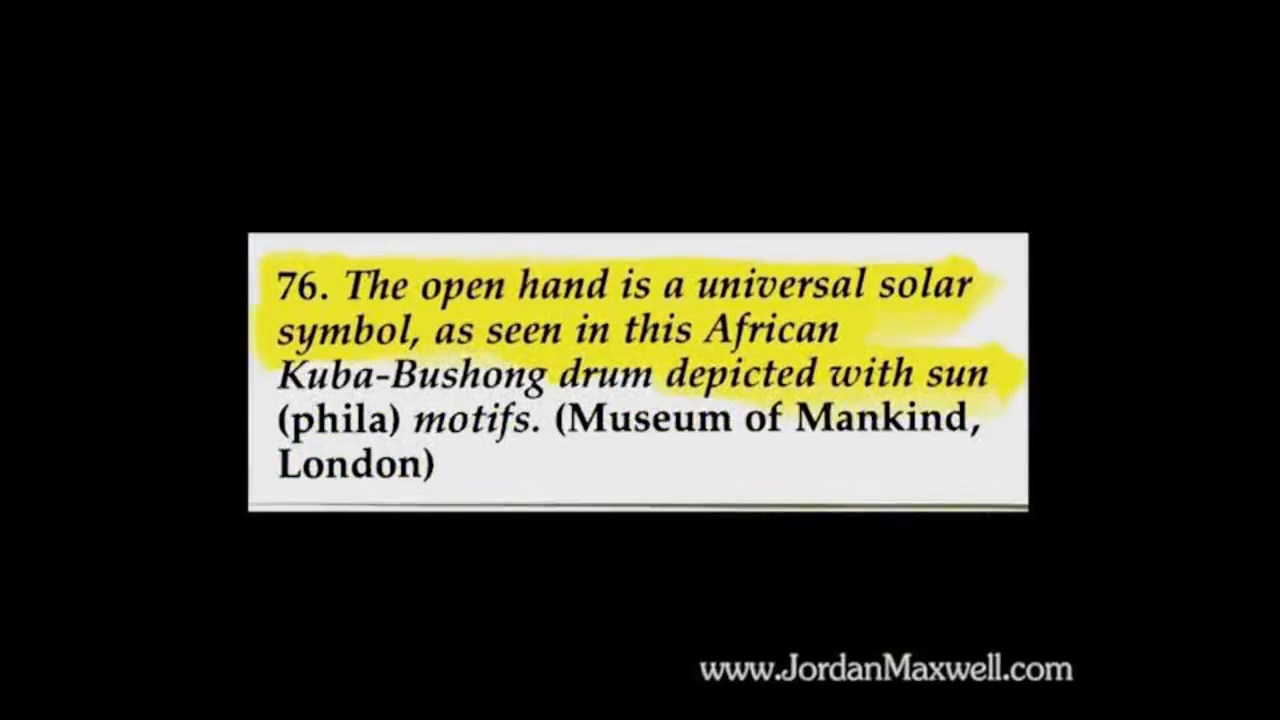 76. The open hand is a universal solar
symbol, as seen in this African
Kuba-Bushong drum depicted with sun
(phila) motifs. (Museum of Mankind,
London)
www.JordanMaxwell.com